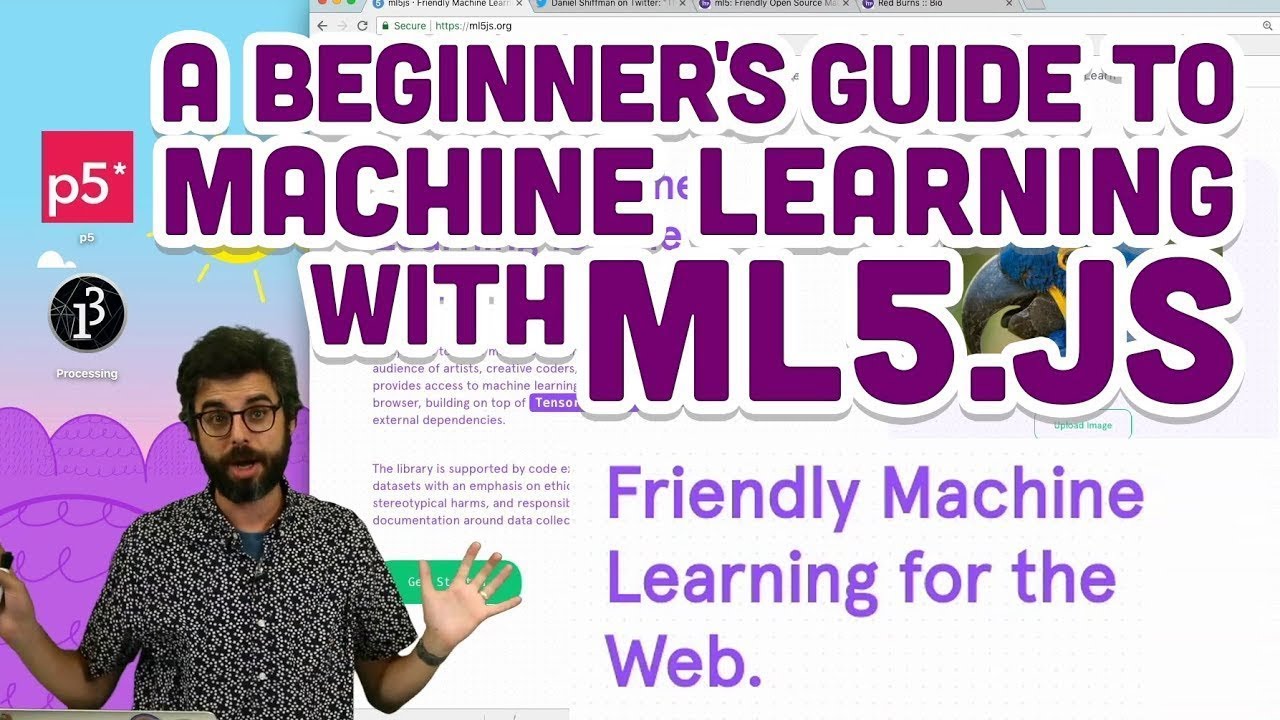 ml5js · Friendly Machine Learn
Daniel Shiffman on Twitter: "T
ml5: Friendly Open Source Ma
Red Burns :: Bio
Secure
https://ml5js.org
A BEGINNER'S GUIDE TO
MACHINE LEARNING
WITH ML5.JS
p5*
p5
Processing
audience of artists, creative coders,
provides access to machine learning
browser, building on top of Tensor
external dependencies.
The library is supported by code ex
datasets with an emphasis on ethic
stereotypical harms, and responsib
documentation around data collec
Get Started
Upload Image
Friendly Machine
Learning for the
Web.